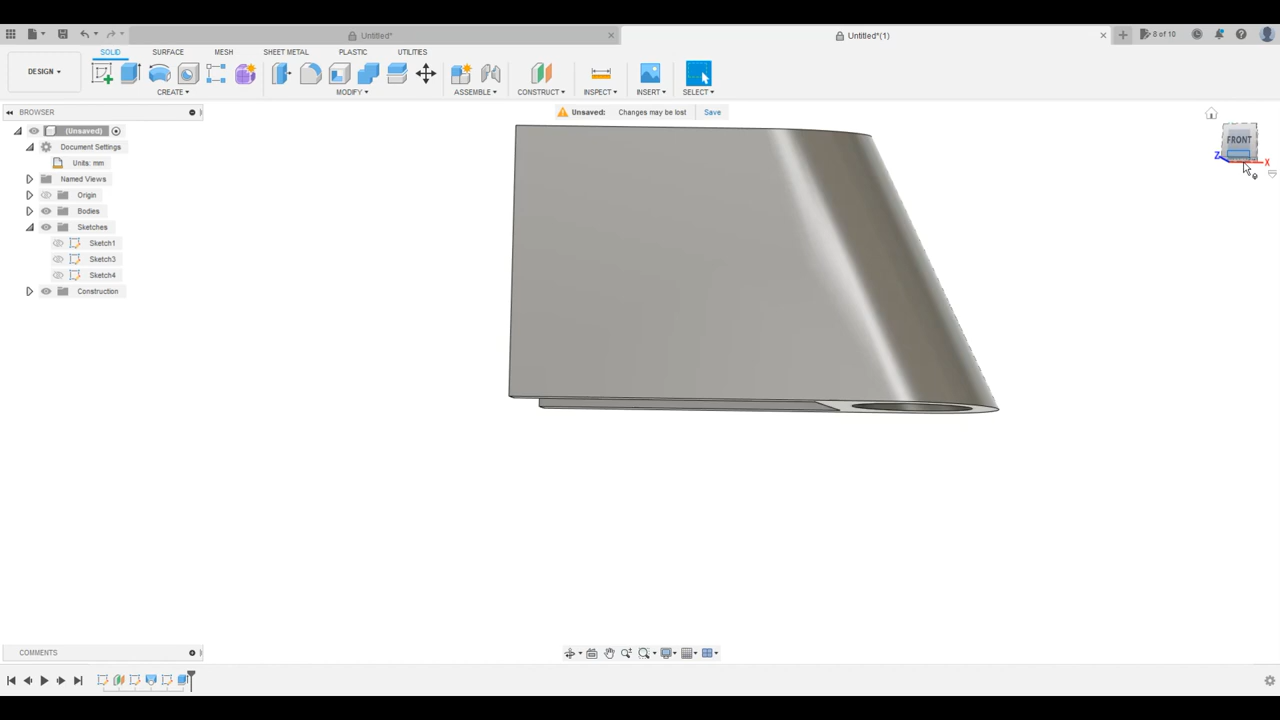 Untitled*
Untitled*(1)
8 of 10
DESIGN
SOLID
SURFACE
MESH
SHEET METAL
PLASTIC
UTILITIES
CREATE
MODIFY
ASSEMBLE
CONSTRUCT
INSPECT
INSERT
SELECT
BROWSER
Unsaved: Changes may be lost Save
(Unsaved)
Document Settings
Units: mm
Named Views
Origin
Bodies
Sketches
Sketch1
Sketch3
Sketch4
Construction
FRONT
Z
X
COMMENTS